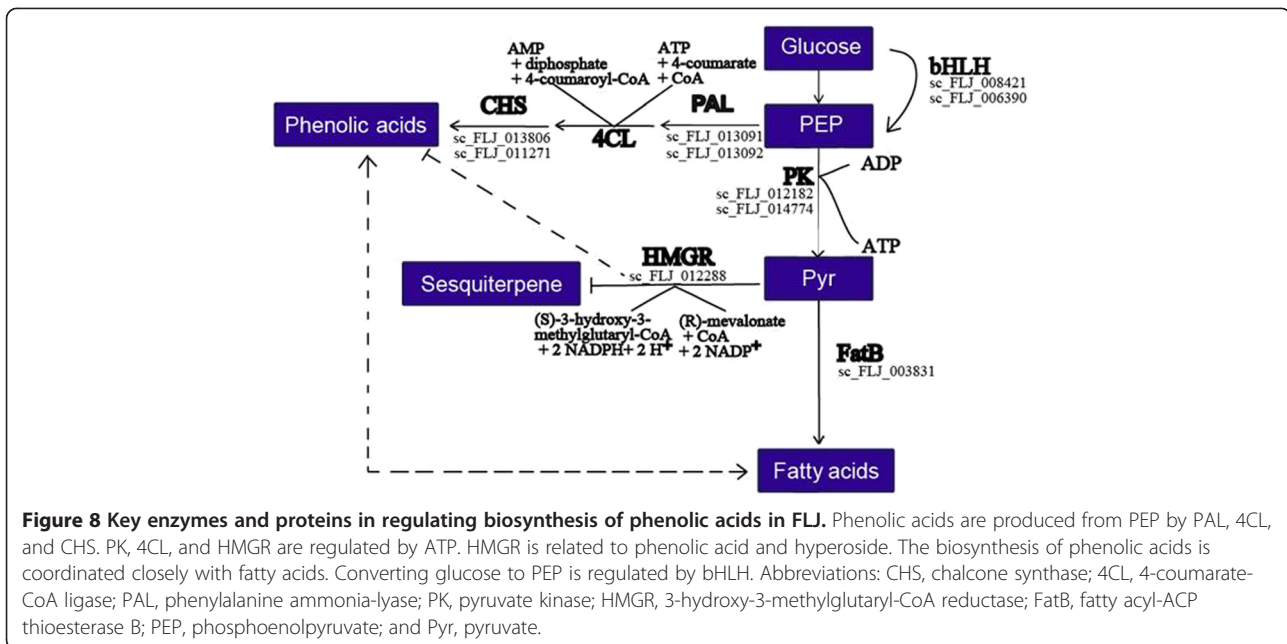 Glucose
bHLH
sc_FLJ_008421
sc_FLJ_006390
AMP
+ diphosphate
+ 4-coumaroyl-CoA
ATP
+ 4-coumarate
+ CoA
Phenolic acids
CHS
sc_FLJ_013806
sc_FLJ_011271
4CL
PAL
sc_FLJ_013091
sc_FLJ_013092
PEP
PK
sc_FLJ_012182
sc_FLJ_014774
ADP
ATP
Sesquiterpene
HMGR
sc_FLJ_012288
Pyr
(S)-3-hydroxy-3-
methylglutaryl-CoA
+ 2 NADPH+ 2 H+
(R)-mevalonate
+ CoA
+ 2 NADP+
FatB
sc_FLJ_003831
Fatty acids
Figure 8 Key enzymes and proteins in regulating biosynthesis of phenolic acids in FLJ. Phenolic acids are produced from PEP by PAL, 4CL,
and CHS. PK, 4CL, and HMGR are regulated by ATP. HMGR is related to phenolic acid and hyperoside. The biosynthesis of phenolic acids is
coordinated closely with fatty acids. Converting glucose to PEP is regulated by bHLH. Abbreviations: CHS, chalcone synthase; 4CL, 4-coumarate-
CoA ligase; PAL, phenylalanine ammonia-lyase; PK, pyruvate kinase; HMGR, 3-hydroxy-3-methylglutaryl-CoA reductase; FatB, fatty acyl-ACP
thioesterase B; PEP, phosphoenolpyruvate; and Pyr, pyruvate.